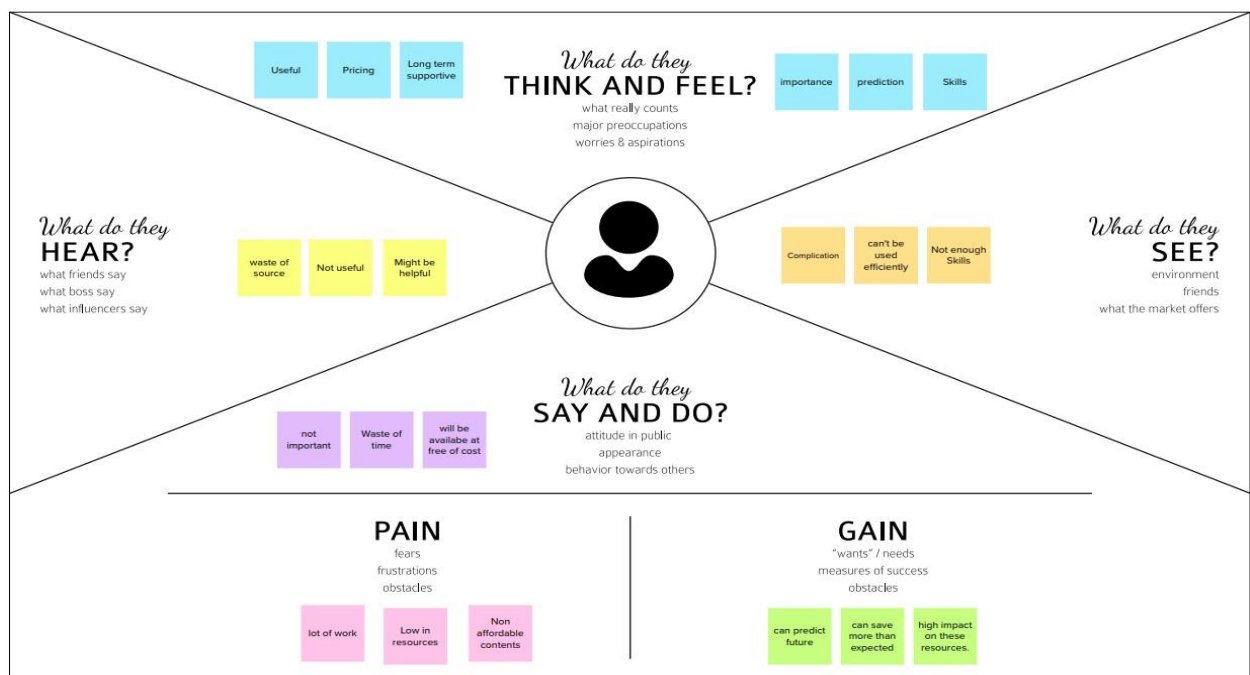 Useful
Pricing
Long term
supportive
What do they
THINK AND FEEL?
what really counts
major preoccupations
worries & aspirations
importance
prediction
Skills
What do they
HEAR?
what friends say
what boss say
what influencers say
waste of
source
Not useful
Might be
helpful
Complication
can't be
used
efficiently
Not enough
Skills
What do they
SEE?
environment
friends
what the market offers
What do they
SAY AND DO?
attitude in public
appearance
behavior towards others
not
important
Waste of
time
will be
availabe at
free of cost
PAIN
fears
frustrations
obstacles
lot of work
Low in
resources
Non
affordable
contents
GAIN
"wants" / needs
measures of success
obstacles
can predict
future
can save
more than
expected
high impact
on these
resources.